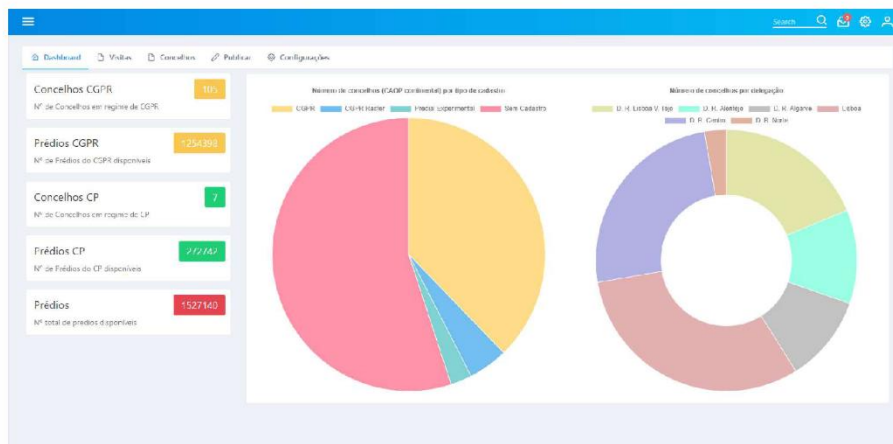 Search
Dashboard Visitas Concelhos Publicar Configurações
Concelhos CGPR 105
Nº de Concelhos em regime de CGPR
Prédios CGPR 1254398
Nº de Prédios do CGPR disponíveis
Concelhos CP 7
Nº de Concelhos em regime de CP
Prédios CP 272742
Nº de Prédios do CP disponíveis
Prédios 1527140
Nº total de prédios disponíveis
Número de concelhos (CAOP continental) por tipo de cadastro
CGPR CGPR Raster Predial Experimental Sem Cadastro
Número de concelhos por delegação
D. R. Lisboa V. Tejo D. R. Alentejo D. R. Algarve Lisboa
D. R. Centro D. R. Norte